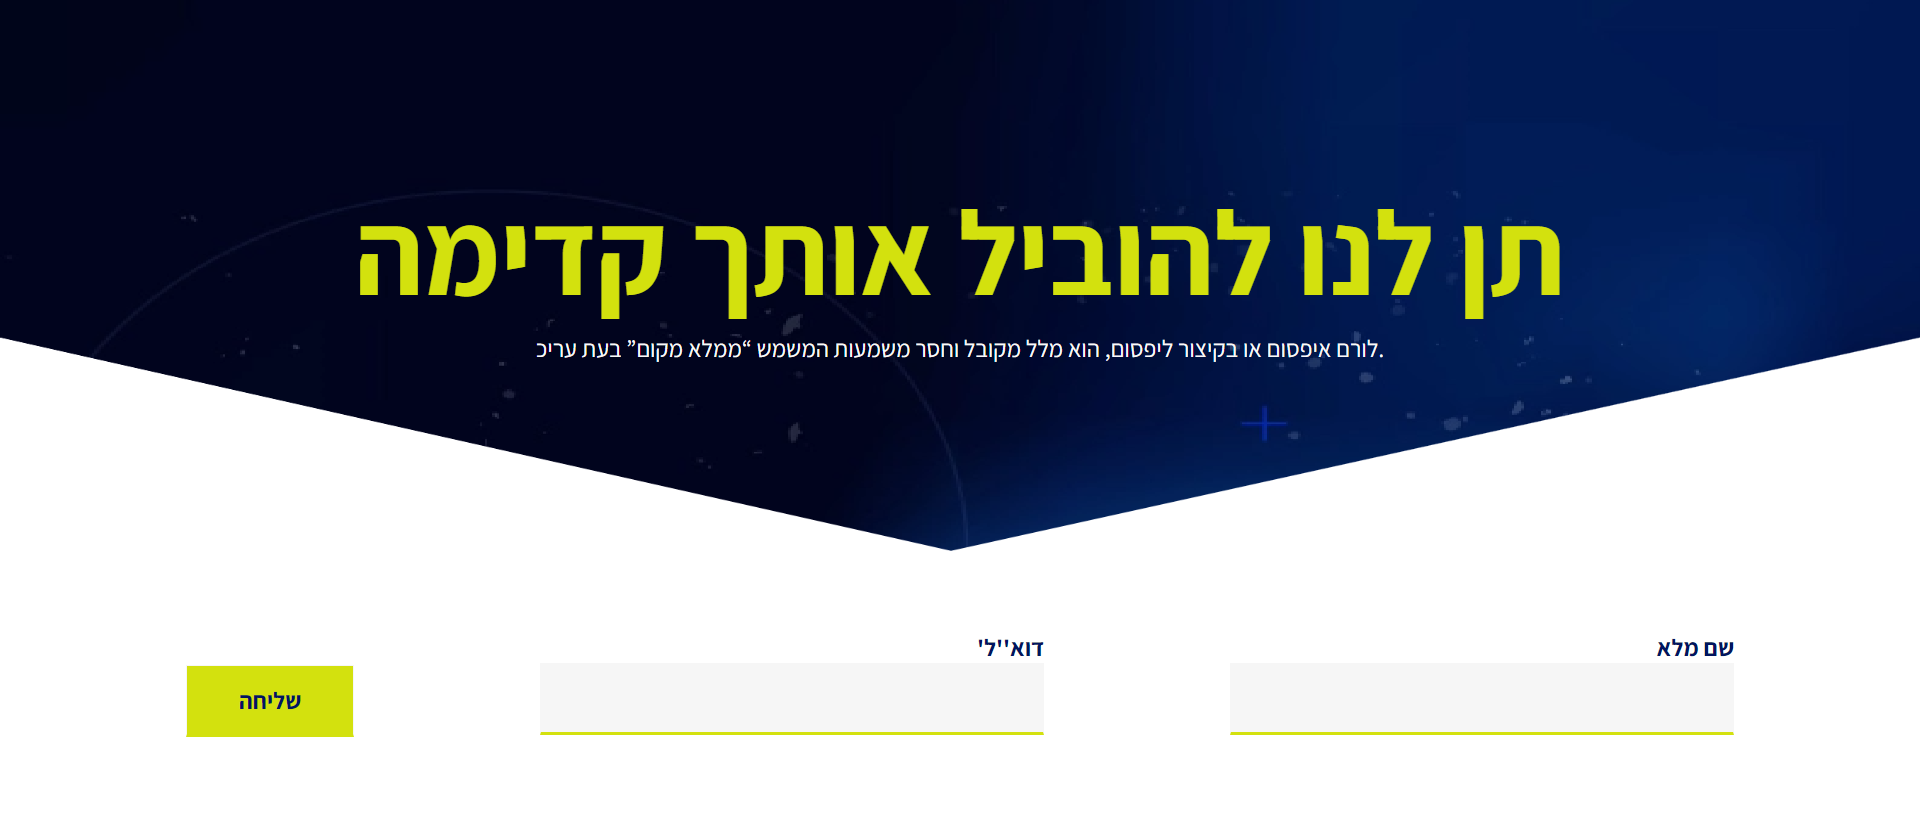 תן לנו להוביל אותך קדימה
לורם איפסום או בקיצור ליפסום, הוא מלל מקובל וחסר משמעות המשמש “ממלא מקום” בעת עריכ.
שם מלא
דוא''ל'
שליחה